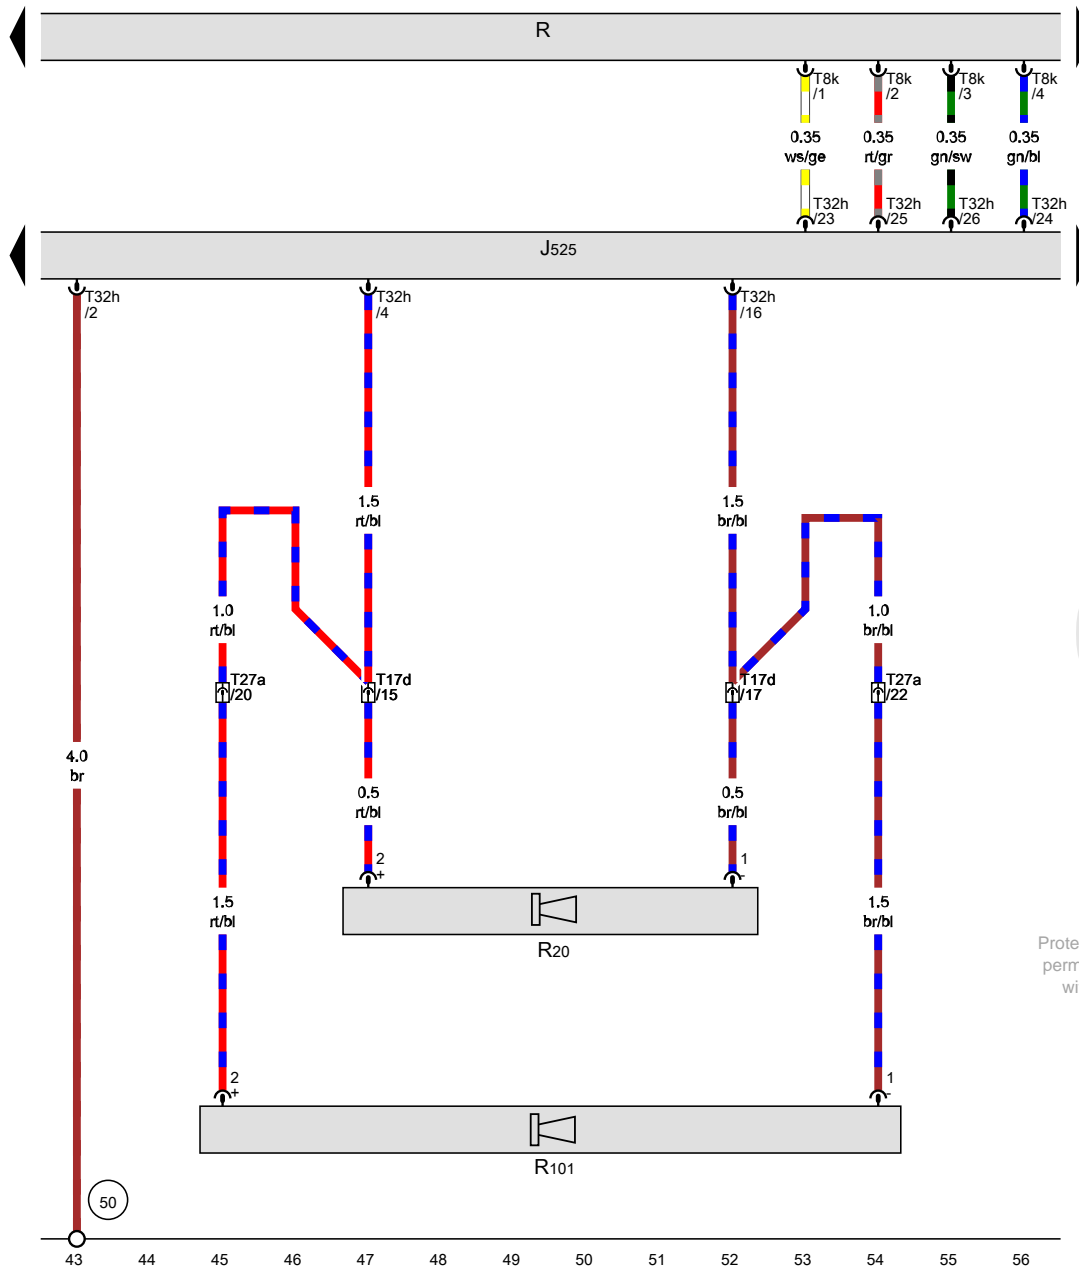 R
T8k
/1
T8k
/2
T8k
/3
T8k
/4
0.35
ws/ge
0.35
rt/gr
0.35
gn/sw
0.35
gn/bl
T32h
/23
T32h
/25
T32h
/26
T32h
/24
J525
T32h
/2
T32h
/4
T32h
/16
1.5
rt/bl
1.5
br/bl
1.0
rt/bl
1.0
br/bl
T27a
/20
T17d
/15
T17d
/17
T27a
/22
4.0
br
0.5
rt/bl
0.5
br/bl
2
+
1
-
1.5
rt/bl
1.5
br/bl
R20
2
+
1
-
R101
50
43 44 45 46 47 48 49 50 51 52 53 54 55 56
Prote
perm
wi